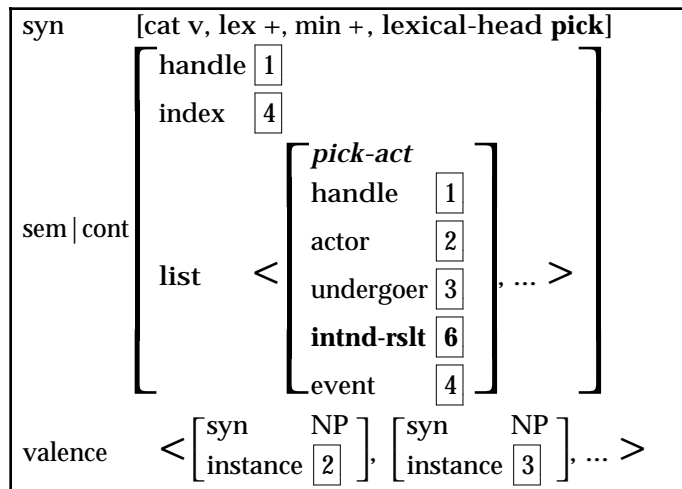 syn [cat v, lex +, min +, lexical-head pick]
handle 1
index 4
pick-act
handle 1
actor 2
sem|cont
list < undergoer 3 , ... >
intnd-rslt 6
event 4
valence < [syn NP instance 2], [syn NP instance 3], ... >